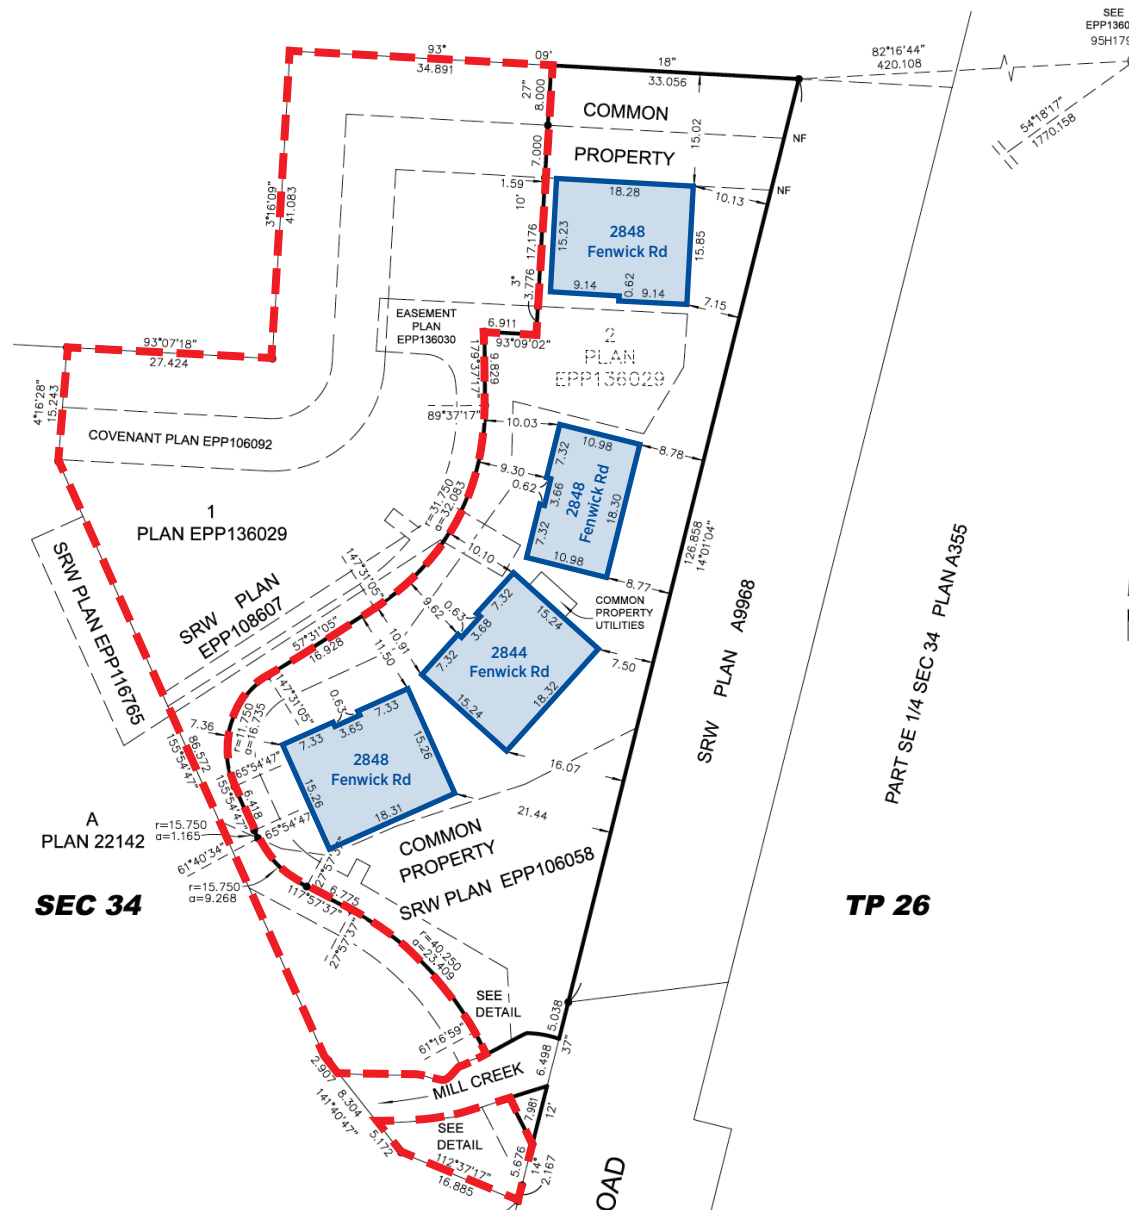 SEE
EPP1360
95H179
93°
09'
18"
34.891
33.056
82°16'44"
420.108
54°18'17"
1770.158
27"
8.000
COMMON
15.02
NF
7.000
PROPERTY
1.59
NF
10'
18.28
10.13
3°16'09"
41.083
17.176
15.23
2848
Fenwick Rd
15.85
3°
3.776
9.14
0.62
9.14
7.15
EASEMENT
PLAN
EPP136030
6.911
93°09'02"
2
PLAN
EPP136029
93°07'18"
27.424
179°37'17"
9.829
4°16'28"
15.243
89°37'17"
10.03
10.98
8.78
COVENANT PLAN EPP106092
7.32
9.30
0.62
3.66
2848
Fenwick Rd
18.30
7.32
10.98
r=31.750
a=32.083
1
PLAN EPP136029
126.858
14°01'04"
10.10
8.77
SRW PLAN EPP116765
SRW PLAN
EPP108607
147°31'05"
57°31'05"
16.928
9.62
0.63
3.68
7.32
15.24
COMMON
PROPERTY
UTILITIES
10.91
11.50
7.32
2844
Fenwick Rd
7.50
15.24
18.32
SRW PLAN A9968
PART SE 1/4 SEC 34 PLAN A355
147°31'05"
0.63
7.33
3.65
7.33
7.36
r=11.750
a=16.735
2848
Fenwick Rd
15.26
15.26
18.31
16.07
86.572
155°54'47"
65°54'47"
155°54'47"
6.418
65°54'47"
21.44
A
PLAN 22142
r=15.750
a=1.165
61°40'34"
COMMON
PROPERTY
SRW PLAN EPP106058
r=15.750
a=9.268
6.775
117°57'37"
27°57'37"
SEC 34
TP 26
r=40.250
a=23.409
SEE
DETAIL
5.038
37"
61°16'59"
6.498
MILL CREEK
2.907
8.304
141°40'47"
5.172
7.981
12'
SEE
DETAIL
5.676
14°
2.167
112°37'17"
16.885
OAD